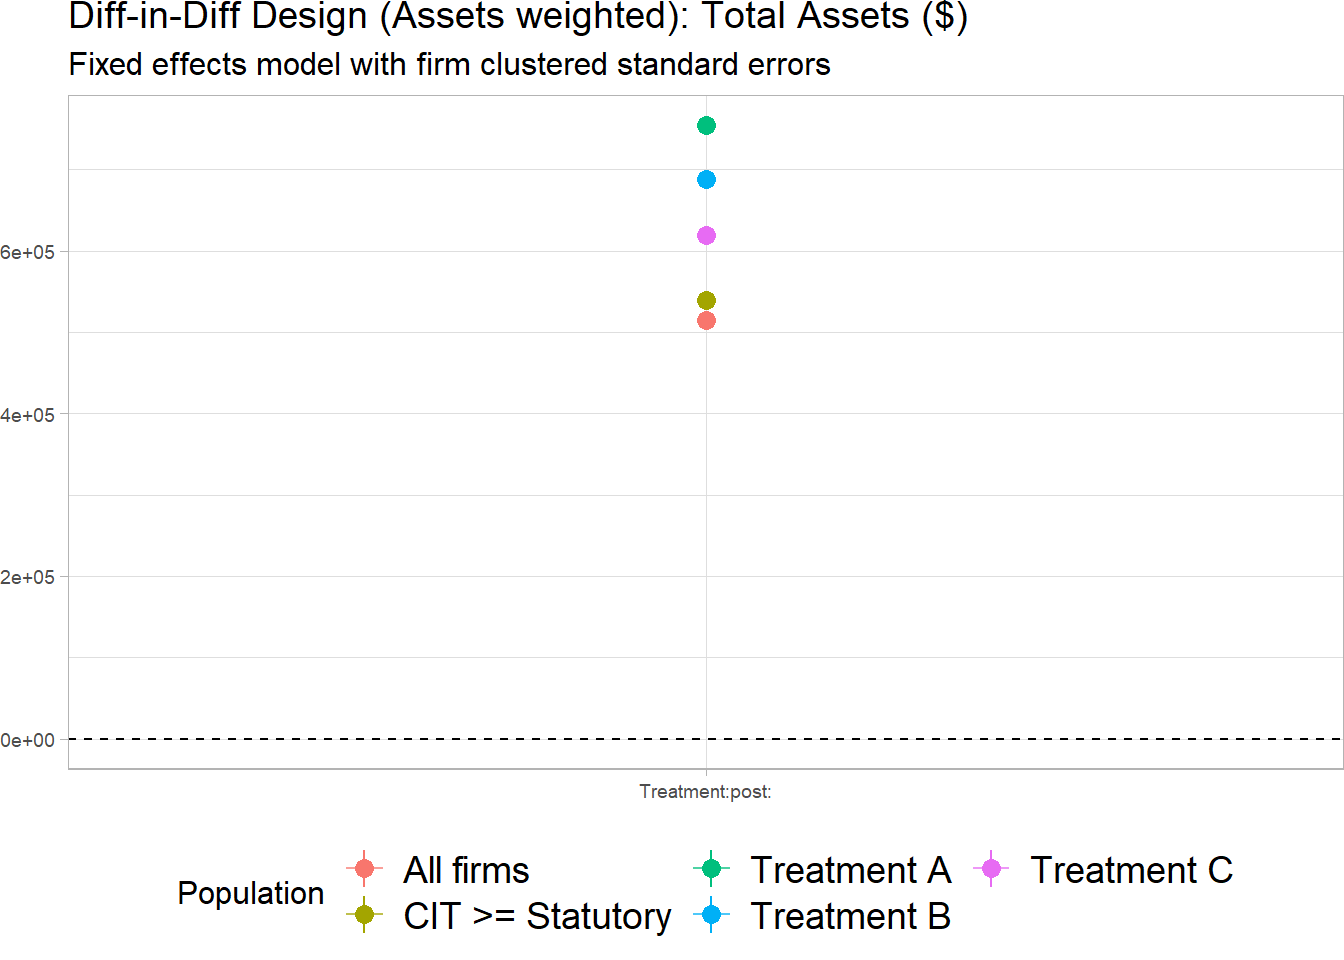 Diff-in-Diff Design (Assets weighted): Total Assets ($)
Fixed effects model with firm clustered standard errors
6e+05
4e+05
2e+05
0e+00
Treatment:post:
Population
All firms
Treatment A
Treatment C
CIT >= Statutory
Treatment B